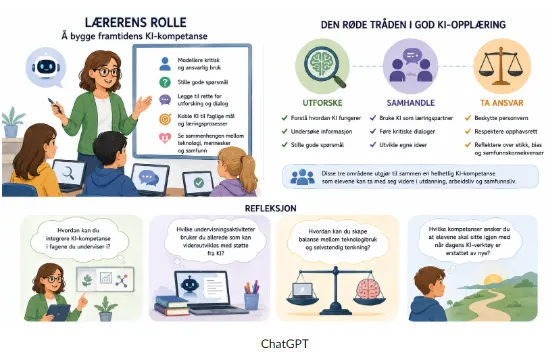 LÆRERENS ROLLE
Å bygge framtidens KI-kompetanse
Modellere kritisk
og ansvarlig bruk
Stille gode spørsmål
Legge til rette for
utforsking og dialog
Koble KI til faglige mål
og læringsprosesser
Se sammenhengen mellom
teknologi, mennesker
og samfunn
DEN RØDE TRÅDEN I GOD KI-OPPLÆRING
UTFORSKE
Forstå hvordan KI fungerer
Undersøke informasjon
Stille gode spørsmål
SAMHANDLE
Bruke KI som læringspartner
Føre kritiske dialoger
Utvikle egne ideer
TA ANSVAR
Beskytte personvern
Respektere opphavsrett
Reflektere over etikk, bias
og samfunnskonsekvenser
Disse tre områdene utgjør til sammen en helhetlig KI-kompetanse
som elevene kan ta med seg videre i utdanning, arbeidsliv og samfunnsliv.
REFLEKSJON
Hvordan kan du
integrere KI-kompetanse
i fagene du underviser i?
Hvilke undervisningsaktiviteter
bruker du allerede som kan
videreutvikles med støtte
fra KI?
Hvordan kan du skape
balanse mellom teknologibruk
og selvstendig tenkning?
Hvilke kompetanser ønsker du
at elevene skal sitte igjen med
når dagens KI-verktøy er
erstattet av nye?
ChatGPT